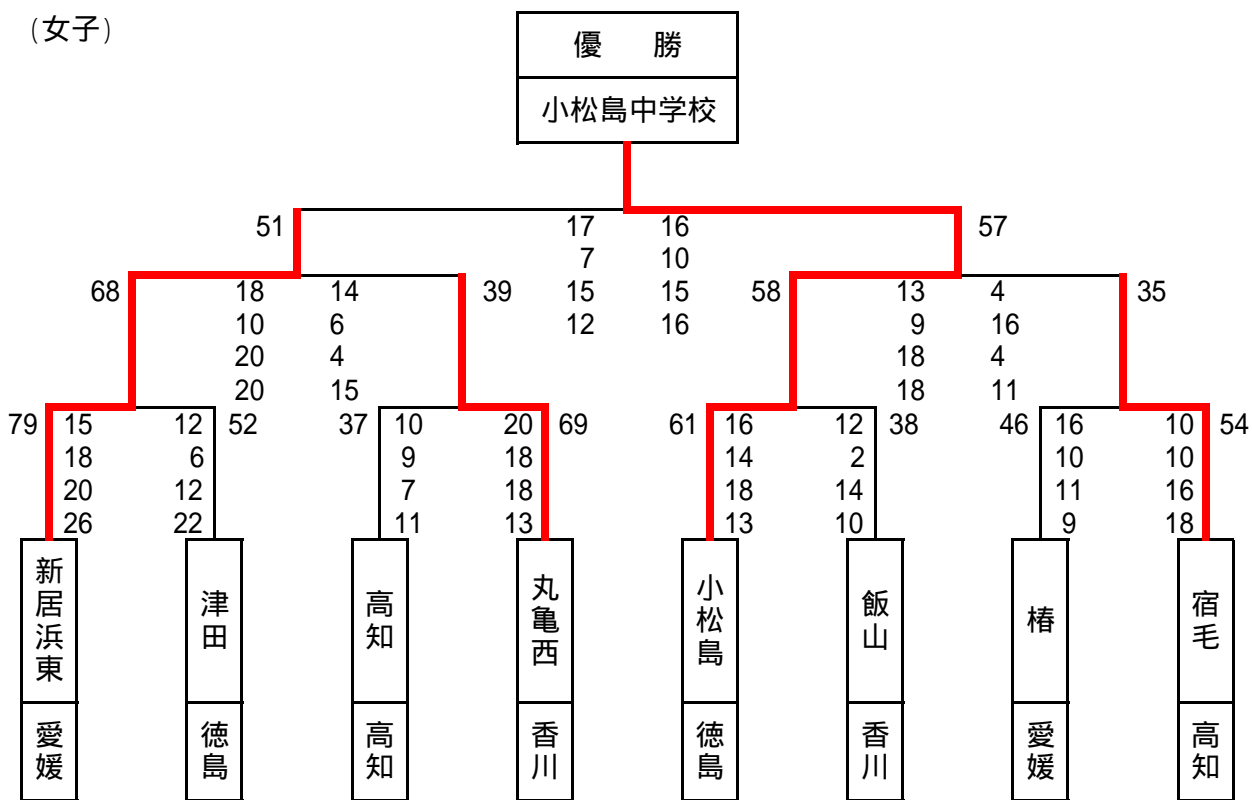 (女子)
優　勝
小松島中学校
51 17 16 57
7 10
68 18 14 39 15 15 58 13 4 35
10 6 12 16 9 16
20 4 18 4
20 15 18 11
79 15 12 52 37 10 20 69 61 16 12 38 46 16 10 54
18 6 9 18 14 2 10 10
20 12 7 18 18 14 11 16
26 22 11 13 13 10 9 18
新居浜東 津田 高知 丸亀西 小松島 飯山 椿 宿毛
愛媛 徳島 高知 香川 徳島 香川 愛媛 高知